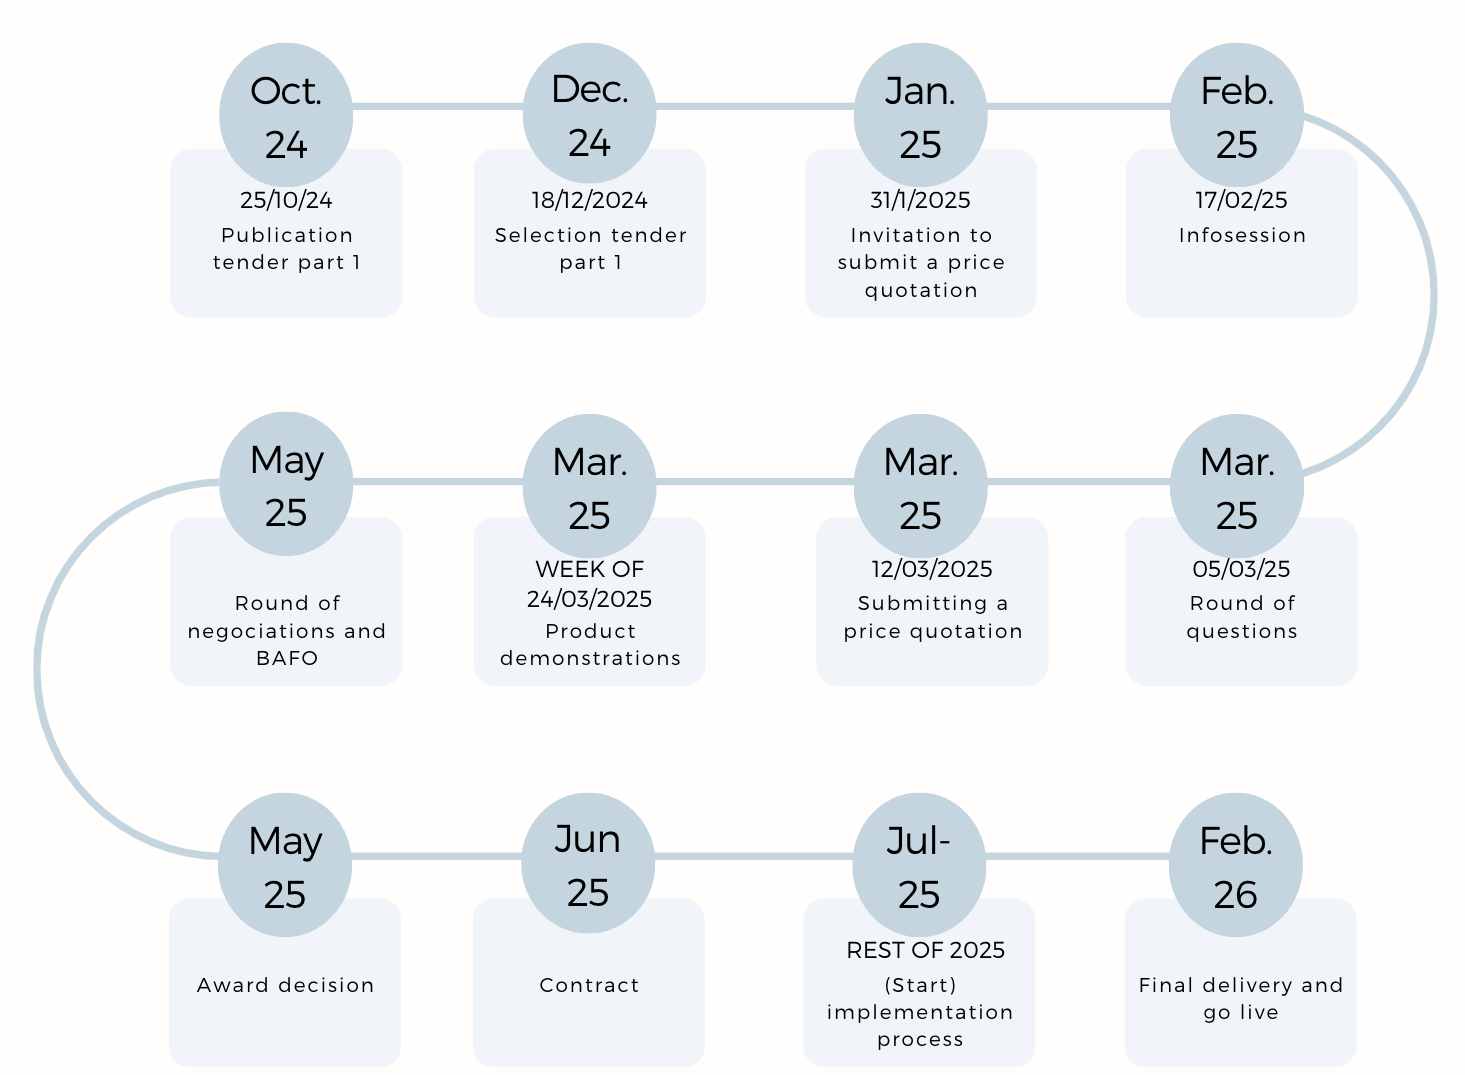 Oct.
24
25/10/24
Publication
tender part 1
Dec.
24
18/12/2024
Selection tender
part 1
Jan.
25
31/1/2025
Invitation to
submit a price
quotation
Feb.
25
17/02/25
Infosession
Mar.
25
05/03/25
Round of
questions
Mar.
25
12/03/2025
Submitting a
price quotation
Mar.
25
WEEK OF
24/03/2025
Product
demonstrations
May
25
Round of
negociations and
BAFO
May
25
Award decision
Jun
25
Contract
Jul-
25
REST OF 2025
(Start)
implementation
process
Feb.
26
Final delivery and
go live